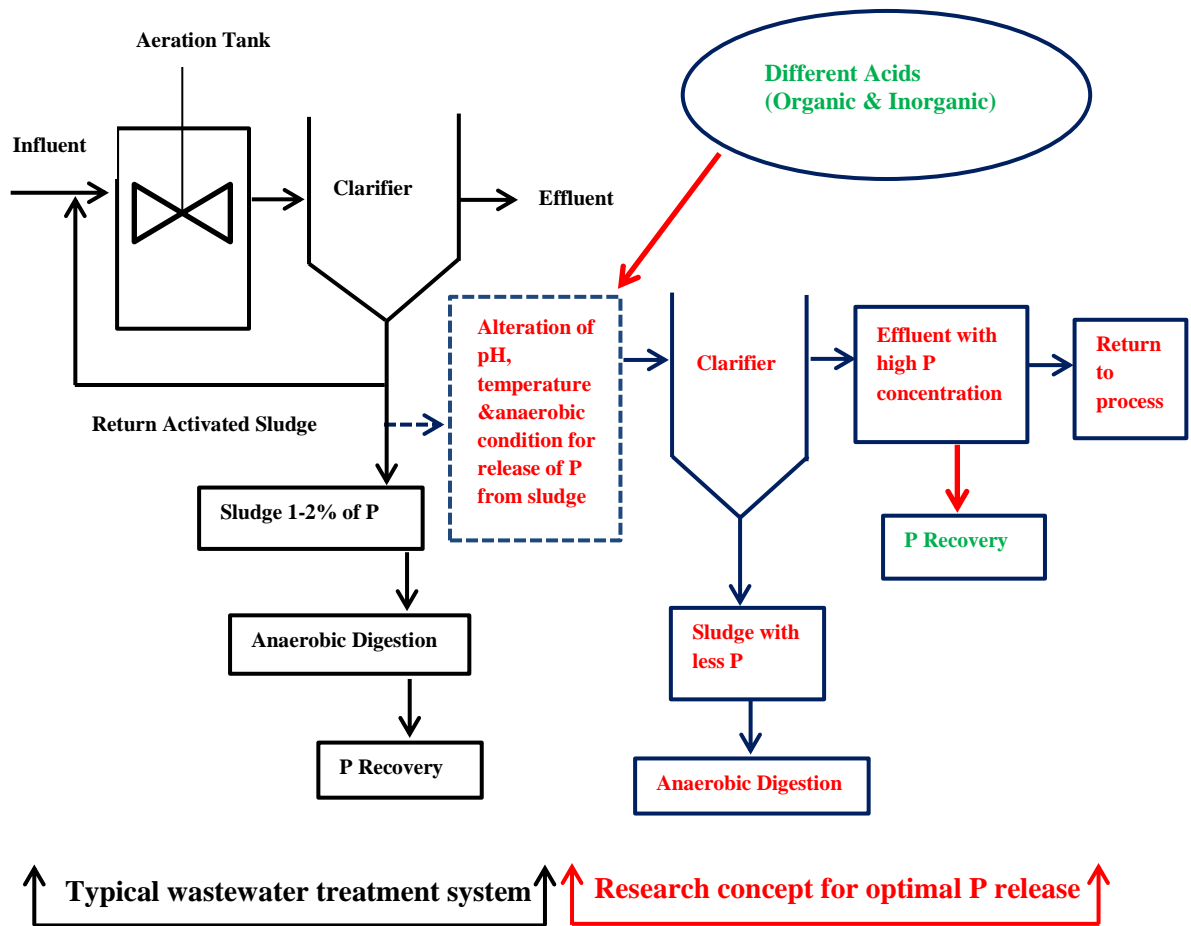 Aeration Tank
Different Acids
(Organic & Inorganic)
Influent
Clarifier
Effluent
Alteration of
pH,
temperature
&anaerobic
condition for
release of P
from sludge
Clarifier
Effluent with
high P
concentration
Return
to
process
Return Activated Sludge
Sludge 1-2% of P
P Recovery
Anaerobic Digestion
Sludge with
less P
P Recovery
Anaerobic Digestion
Typical wastewater treatment system
Research concept for optimal P release